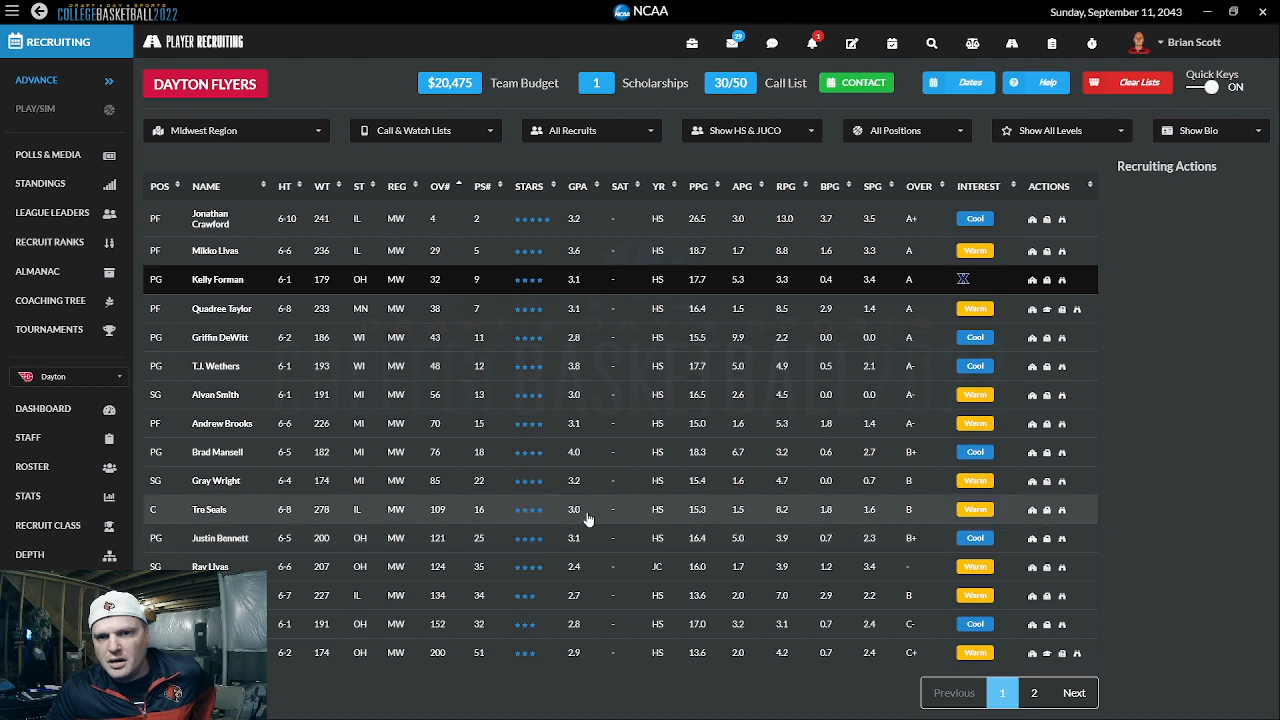 DRAFT DAY SPORTS
COLLEGE BASKETBALL 2022
NCAA
Sunday, September 11, 2043
RECRUITING
PLAYER RECRUITING
29
1
Brian Scott
ADVANCE
PLAY/SIM
POLLS & MEDIA
STANDINGS
LEAGUE LEADERS
RECRUIT RANKS
ALMANAC
COACHING TREE
TOURNAMENTS
Dayton
DASHBOARD
STAFF
ROSTER
STATS
RECRUIT CLASS
DEPTH
DAYTON FLYERS
$20,475 Team Budget 1 Scholarships 30/50 Call List CONTACT Dates Help Clear Lists Quick Keys ON
Midwest Region Call & Watch Lists All Recruits Show HS & JUCO All Positions Show All Levels Show Bio
Recruiting Actions
POS NAME HT WT ST REG OV# PS# STARS GPA SAT YR PPG APG RPG BPG SPG OVER INTEREST ACTIONS
PF Jonathan Crawford 6-10 241 IL MW 4 2 ★★★★★ 3.2 - HS 26.5 3.0 13.0 3.7 3.5 A+ Cool
PF Mikko Livas 6-6 236 IL MW 29 5 ★★★★ 3.6 - HS 18.7 1.7 8.8 1.6 3.3 A Warm
PG Kelly Forman 6-1 179 OH MW 32 9 ★★★★ 3.1 - HS 17.7 5.3 3.3 0.4 3.4 A
PF Quadree Taylor 6-8 233 MN MW 38 7 ★★★★ 3.1 - HS 16.4 1.5 8.5 2.9 1.4 A Warm
PG Griffin DeWitt 6-2 186 WI MW 43 11 ★★★★ 2.8 - HS 15.5 9.9 2.2 0.0 0.0 A Cool
PG T.J. Wethers 6-1 193 WI MW 48 12 ★★★★ 3.8 - HS 17.7 5.0 4.9 0.5 2.1 A- Cool
SG Alvan Smith 6-1 191 MI MW 56 13 ★★★★ 3.0 - HS 16.5 2.6 4.5 0.0 0.0 A- Warm
PF Andrew Brooks 6-6 226 MI MW 70 15 ★★★★ 3.1 - HS 15.0 1.6 5.3 1.8 1.4 A- Warm
PG Brad Mansell 6-5 182 MI MW 76 18 ★★★★ 4.0 - HS 18.3 6.7 3.2 0.6 2.7 B+ Cool
SG Gray Wright 6-4 174 MI MW 85 22 ★★★★ 3.2 - HS 15.4 1.6 4.7 0.0 0.7 B Warm
C Tre Seals 7-0 278 IL MW 109 16 ★★★★ 3.0 - HS 15.3 1.5 8.2 1.8 1.6 B Warm
PG Justin Bennett 6-3 200 OH MW 121 25 ★★★★ 3.1 - HS 16.4 5.0 3.9 0.7 2.3 B+ Cool
SG Ray Livas 6-6 207 OH MW 124 35 ★★★★ 2.4 - JC 16.0 1.7 3.9 1.2 3.4 - Warm
6-7 227 IL MW 134 34 ★★★ 2.7 - HS 13.6 2.0 7.0 2.9 2.2 B Warm
6-1 191 OH MW 152 32 ★★★ 2.8 - HS 17.0 3.2 3.1 0.7 2.4 C- Cool
6-2 174 OH MW 200 51 ★★★ 2.9 - HS 13.6 2.0 4.2 0.7 2.4 C+ Warm
Previous 1 2 Next